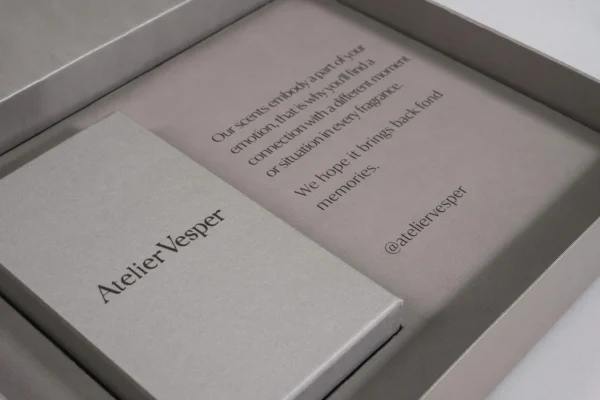 Our scents embody a part of your
emotion, that is why you'll find a
connection with a different moment
or situation in every fragrance.
We hope it brings back fond
memories.
@ateliervesper
Atelier Vesper